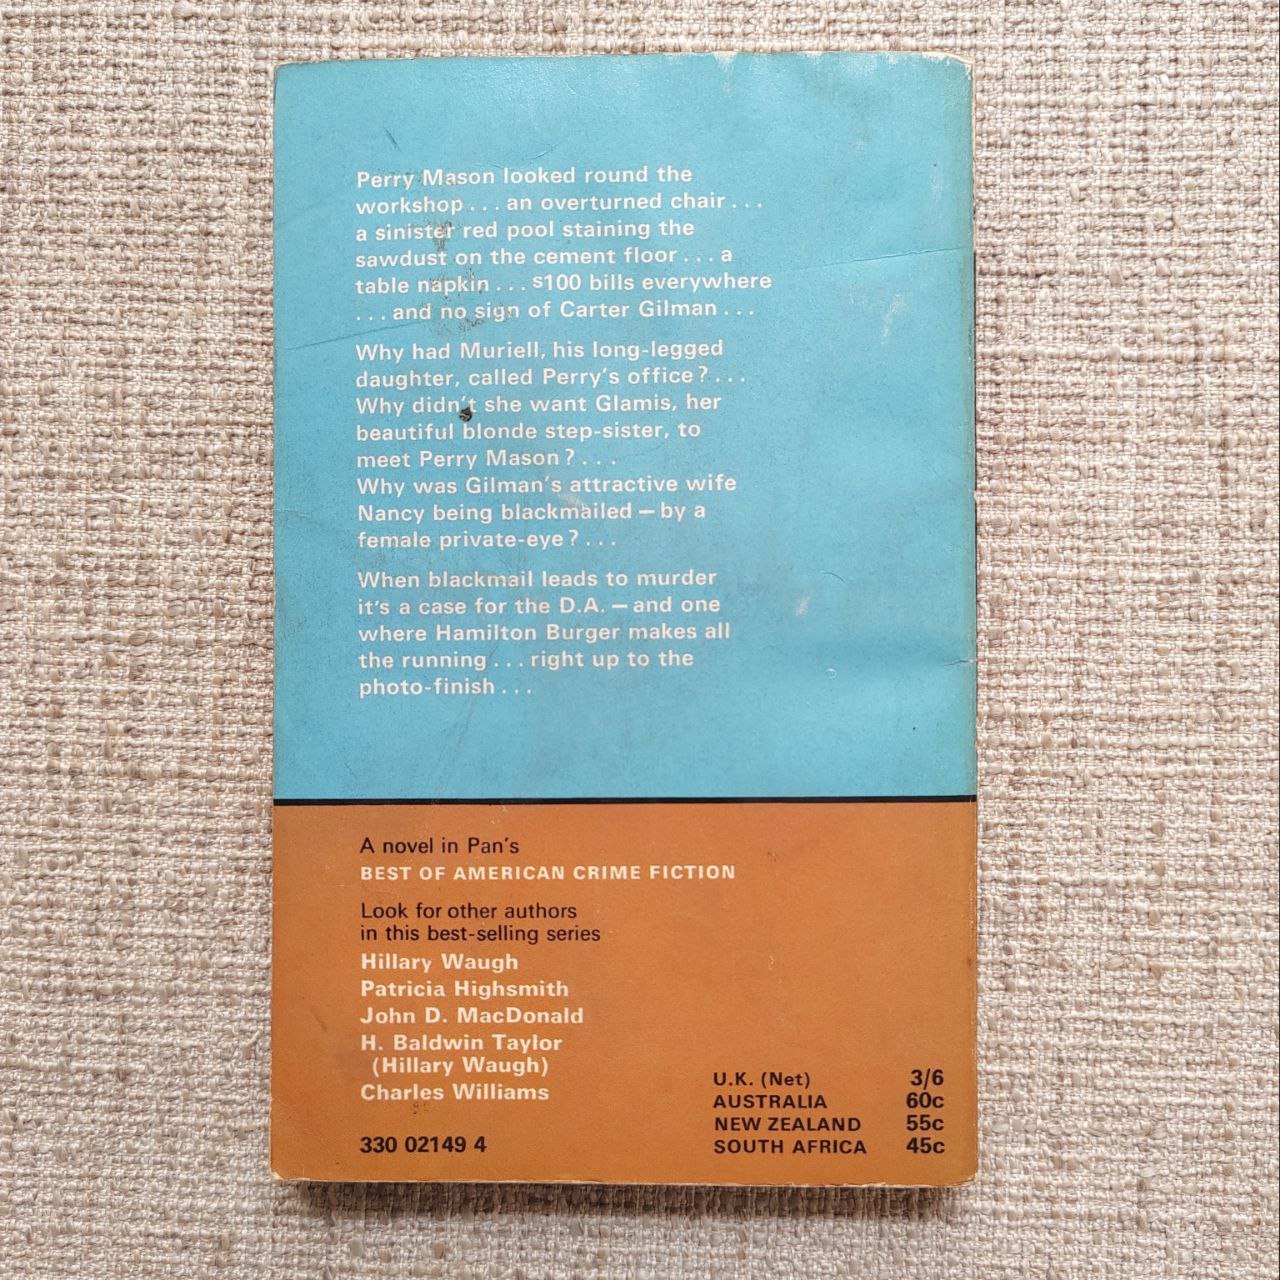 Perry Mason looked round the
workshop . . . an overturned chair . . .
a sinister red pool staining the
sawdust on the cement floor . . . a
table napkin . . . $100 bills everywhere
. . . and no sign of Carter Gilman . . .
Why had Muriell, his long-legged
daughter, called Perry's office? . . .
Why didn't she want Glamis, her
beautiful blonde step-sister, to
meet Perry Mason? . . .
Why was Gilman's attractive wife
Nancy being blackmailed – by a
female private-eye? . . .
When blackmail leads to murder
it's a case for the D.A. – and one
where Hamilton Burger makes all
the running . . . right up to the
photo-finish . . .
A novel in Pan's
BEST OF AMERICAN CRIME FICTION
Look for other authors
in this best-selling series
Hillary Waugh
Patricia Highsmith
John D. MacDonald
H. Baldwin Taylor
(Hillary Waugh)
Charles Williams
330 02149 4
U.K. (Net) 3/6
AUSTRALIA 60c
NEW ZEALAND 55c
SOUTH AFRICA 45c